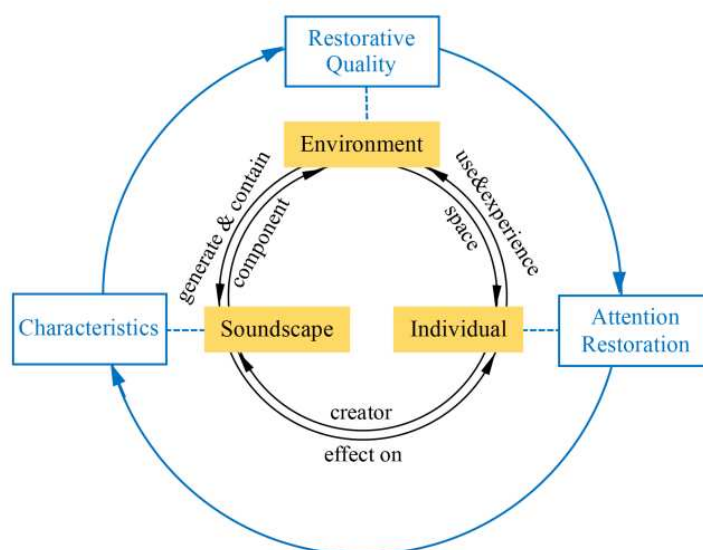 Restorative
Quality
Environment
generate & contain
component
use&experience
space
Characteristics
Soundscape
Individual
Attention
Restoration
creator
effect on